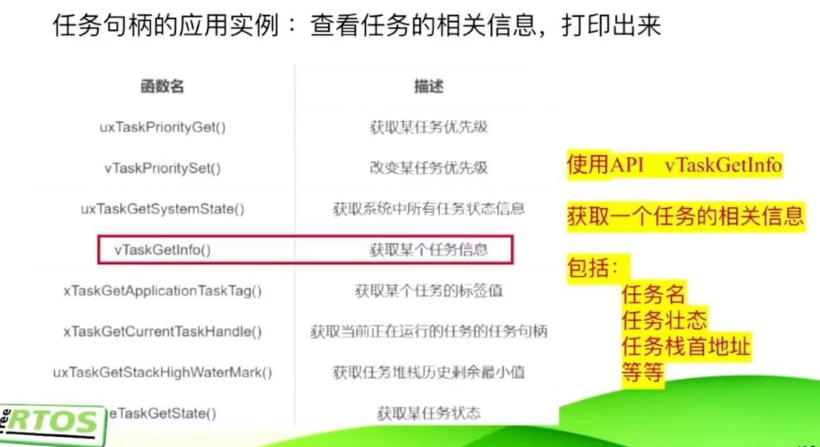 任务句柄的应用实例：查看任务的相关信息，打印出来
函数名 描述
uxTaskPriorityGet() 获取某任务优先级
vTaskPrioritySet() 改变某任务优先级
uxTaskGetSystemState() 获取系统中所有任务状态信息
vTaskGetInfo() 获取某个任务信息
xTaskGetApplicationTaskTag() 获取某个任务的标签值
xTaskGetCurrentTaskHandle() 获取当前正在运行的任务的任务句柄
uxTaskGetStackHighWaterMark() 获取任务堆栈历史剩余最小值
eTaskGetState() 获取某任务状态
使用API vTaskGetInfo
获取一个任务的相关信息
包括：
任务名
任务壮态
任务栈首地址
等等
free
RTOS